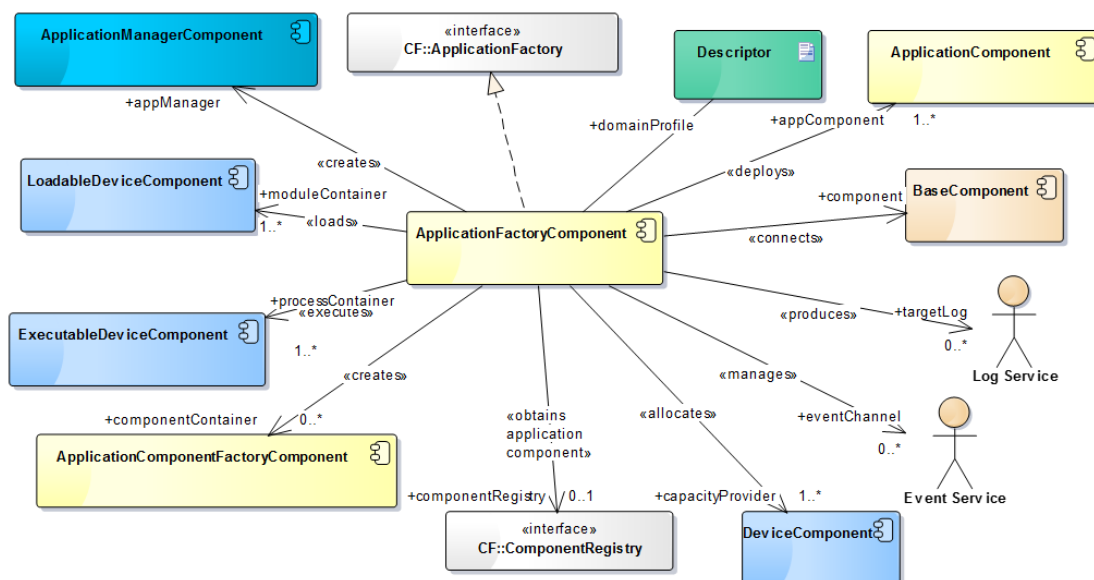 ApplicationManagerComponent
«interface»
CF::ApplicationFactory
Descriptor
ApplicationComponent
+appManager
+domainProfile
+appComponent
1..*
«creates»
«deploys»
LoadableDeviceComponent
+moduleContainer
1..*
«loads»
ApplicationFactoryComponent
+component
«connects»
BaseComponent
+processContainer
«executes»
ExecutableDeviceComponent
1..*
«produces»
+targetLog
0..*
Log Service
«creates»
«manages»
+componentContainer
0..*
«obtains
application
component»
«allocates»
+eventChannel
0..*
Event Service
ApplicationComponentFactoryComponent
+componentRegistry
0..1
+capacityProvider
1..*
«interface»
CF::ComponentRegistry
DeviceComponent